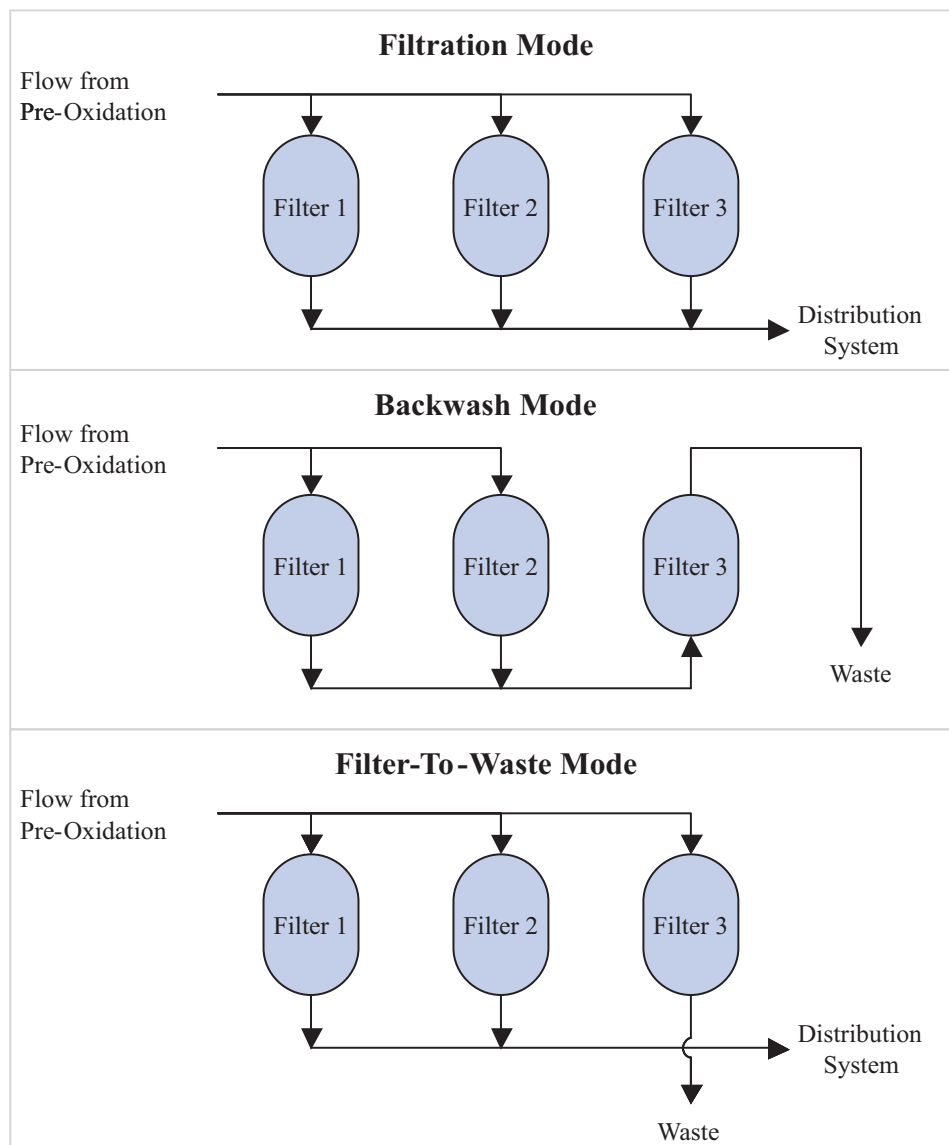 Filtration Mode
Flow from
Pre-Oxidation
Filter 1
Filter 2
Filter 3
Distribution
System
Backwash Mode
Flow from
Pre-Oxidation
Filter 1
Filter 2
Filter 3
Waste
Filter-To-Waste Mode
Flow from
Pre-Oxidation
Filter 1
Filter 2
Filter 3
Distribution
System
Waste